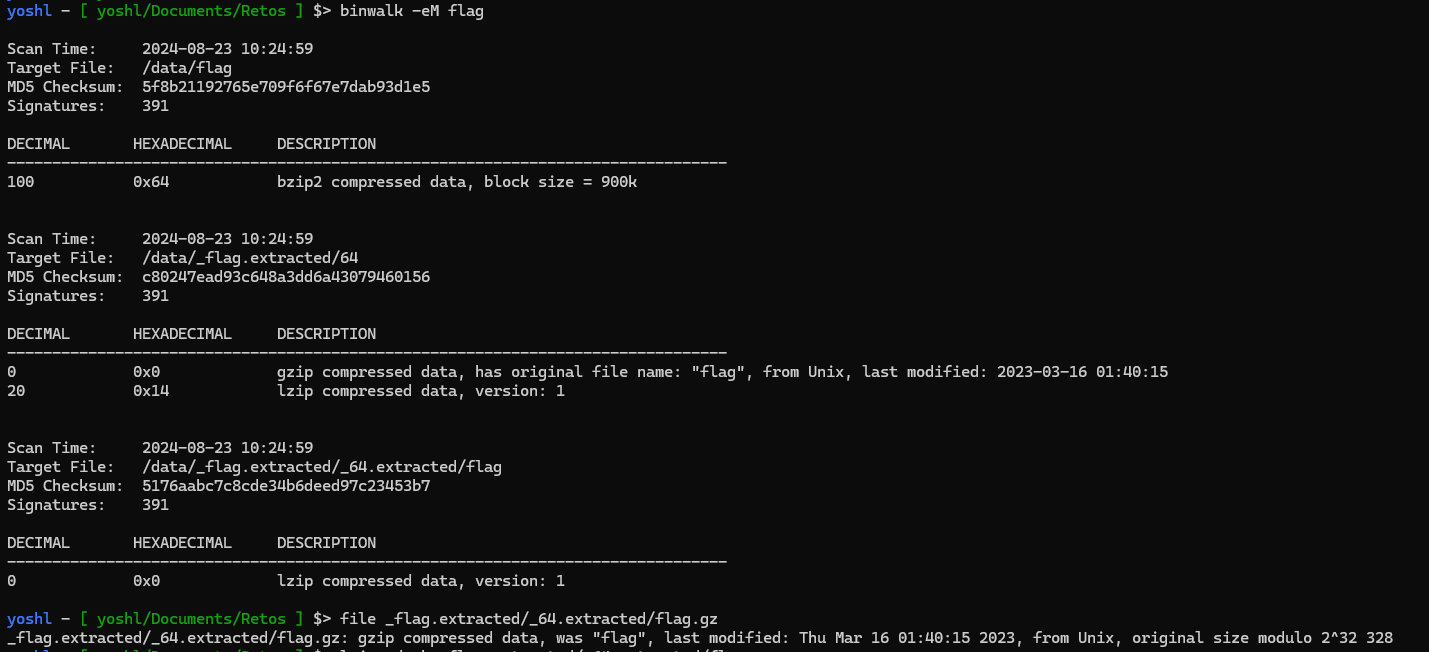 yoshl - [ yoshl/Documents/Retos ] $> binwalk -eM flag
Scan Time:     2024-08-23 10:24:59
Target File:   /data/flag
MD5 Checksum:  5f8b21192765e709f6f67e7dab93d1e5
Signatures:    391
DECIMAL       HEXADECIMAL     DESCRIPTION
--------------------------------------------------------------------------------
100           0x64            bzip2 compressed data, block size = 900k
Scan Time:     2024-08-23 10:24:59
Target File:   /data/_flag.extracted/64
MD5 Checksum:  c80247ead93c648a3dd6a43079460156
Signatures:    391
DECIMAL       HEXADECIMAL     DESCRIPTION
--------------------------------------------------------------------------------
0             0x0             gzip compressed data, has original file name: "flag", from Unix, last modified: 2023-03-16 01:40:15
20            0x14            lzip compressed data, version: 1
Scan Time:     2024-08-23 10:24:59
Target File:   /data/_flag.extracted/_64.extracted/flag
MD5 Checksum:  5176aabc7c8cde34b6deed97c23453b7
Signatures:    391
DECIMAL       HEXADECIMAL     DESCRIPTION
--------------------------------------------------------------------------------
0             0x0             lzip compressed data, version: 1
yoshl - [ yoshl/Documents/Retos ] $> file _flag.extracted/_64.extracted/flag.gz
_flag.extracted/_64.extracted/flag.gz: gzip compressed data, was "flag", last modified: Thu Mar 16 01:40:15 2023, from Unix, original size modulo 2^32 328